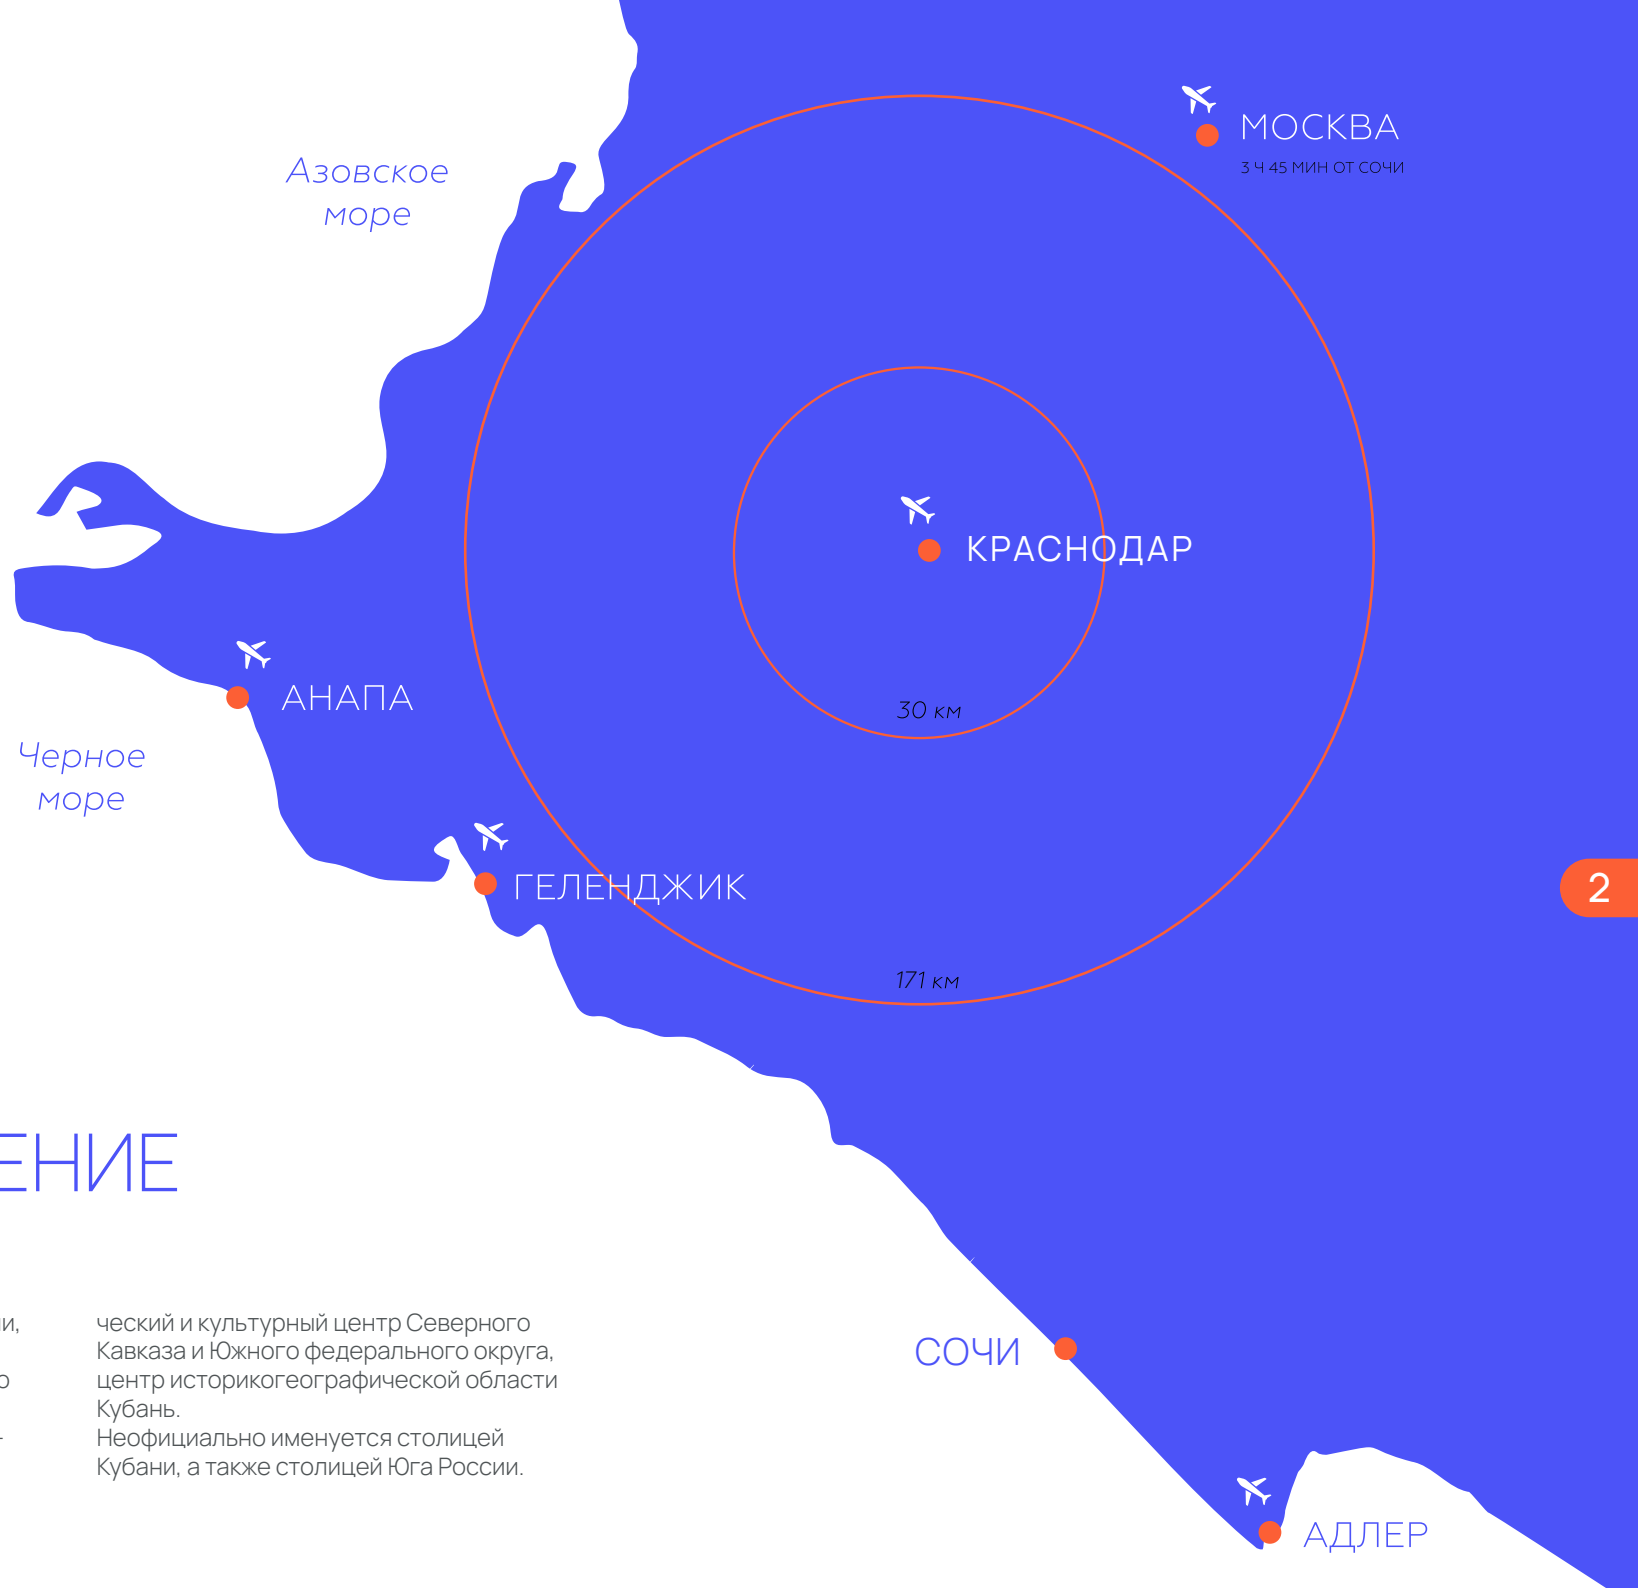 МОСКВА
3 Ч 45 МИН ОТ СОЧИ
Азовское
море
КРАСНОДАР
АНАПА
30 км
Черное
море
ГЕЛЕНДЖИК
2
171 км
ЕНИЕ
и,
о
-
ческий и культурный центр Северного
Кавказа и Южного федерального округа,
центр историкогеографической области
Кубань.
Неофициально именуется столицей
Кубани, а также столицей Юга России.
СОЧИ
АДЛЕР